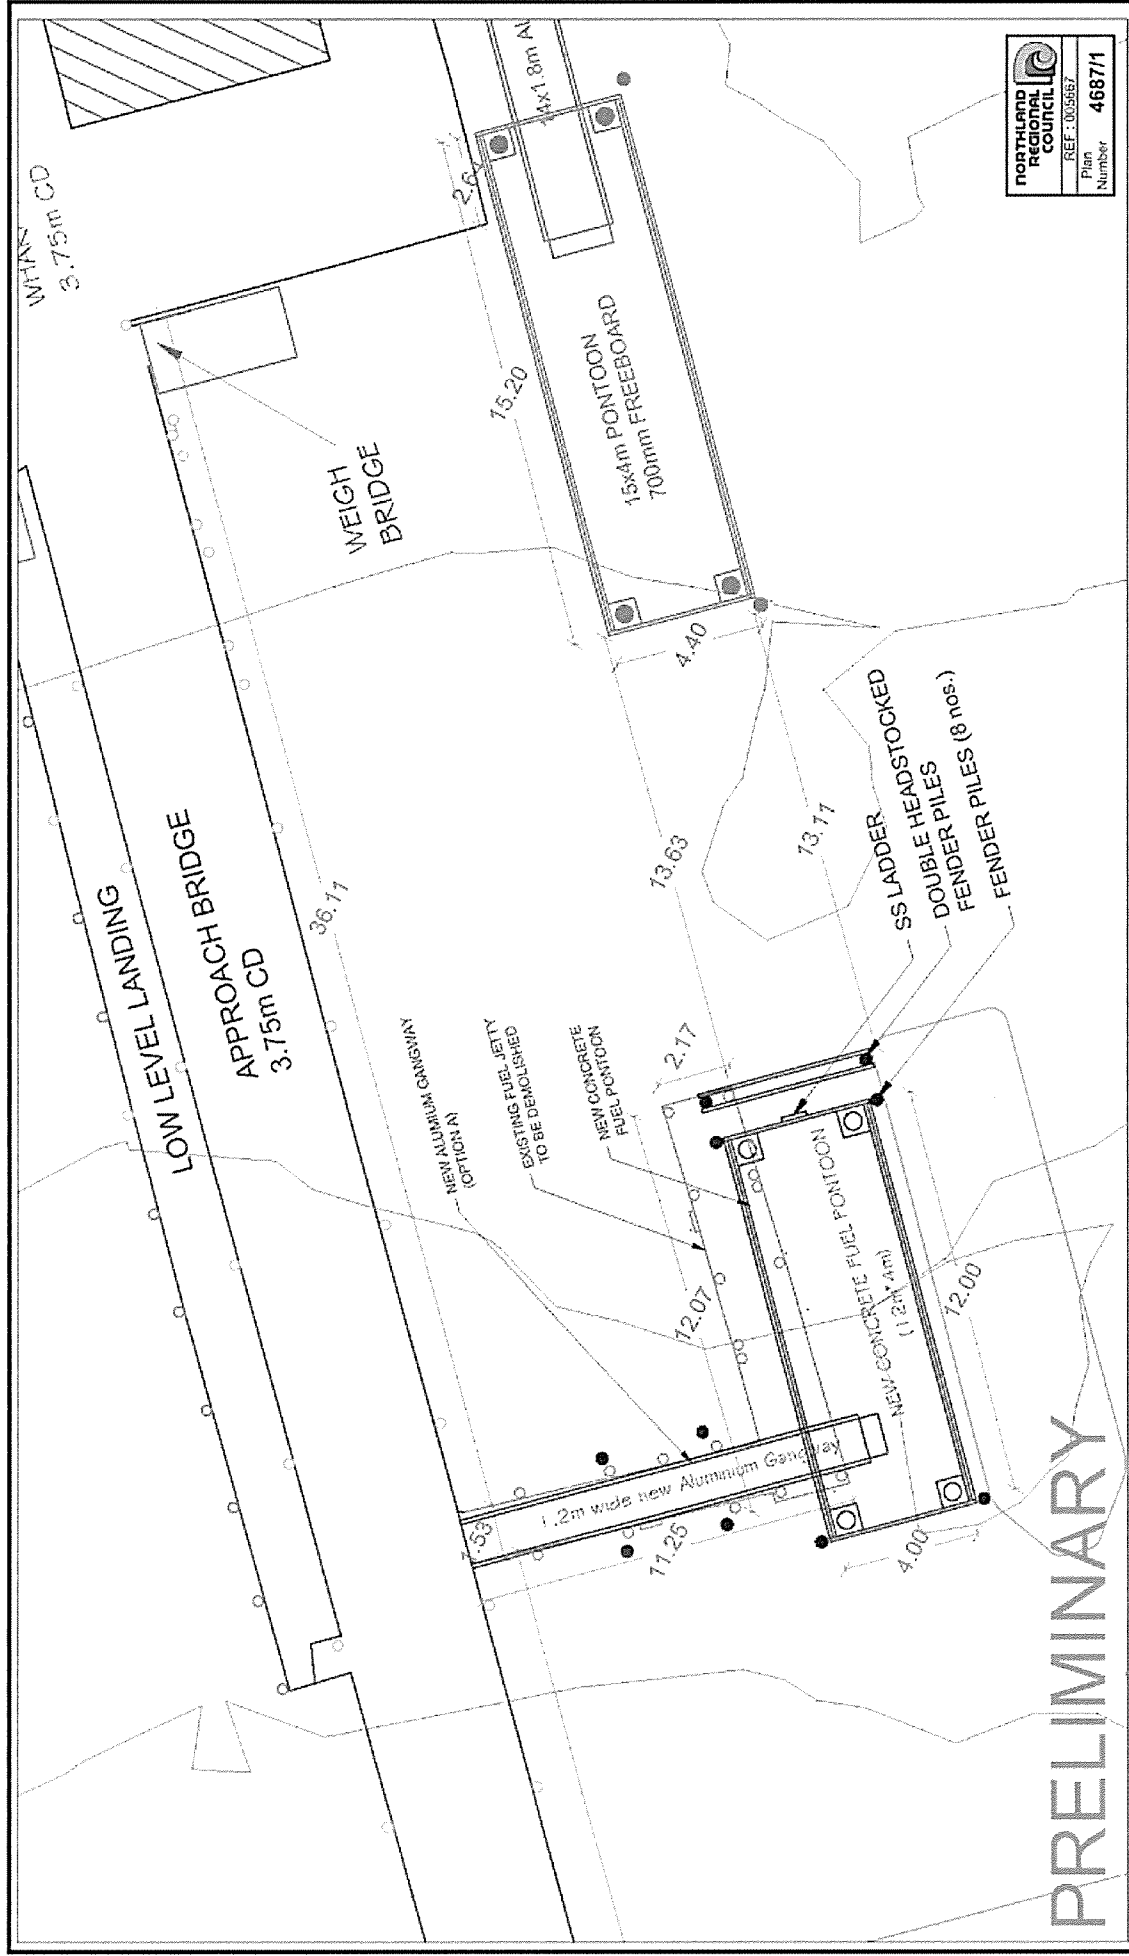 NORTHLAND
REGIONAL
COUNCIL
REF : 005667
Plan
Number
4687/1
3.75m CD
LOW LEVEL LANDING
APPROACH BRIDGE
3.75m CD
WEIGH
BRIDGE
36.11
15.20
2.64
15x4m PONTOON
700mm FREEBOARD
4.40
13.63
13.11
NEW ALUMIUM GANGWAY
(OPTION A)
EXISTING FUEL JETTY
TO BE DEMOLISHED
NEW CONCRETE
FUEL PONTOON
2.17
12.07
SS LADDER
DOUBLE HEADSTOCKED
FENDER PILES
FENDER PILES (8 nos.)
1.2m wide new Aluminium Gangway
11.25
NEW CONCRETE FUEL PONTOON
4.00
12.00
PRELIMINARY